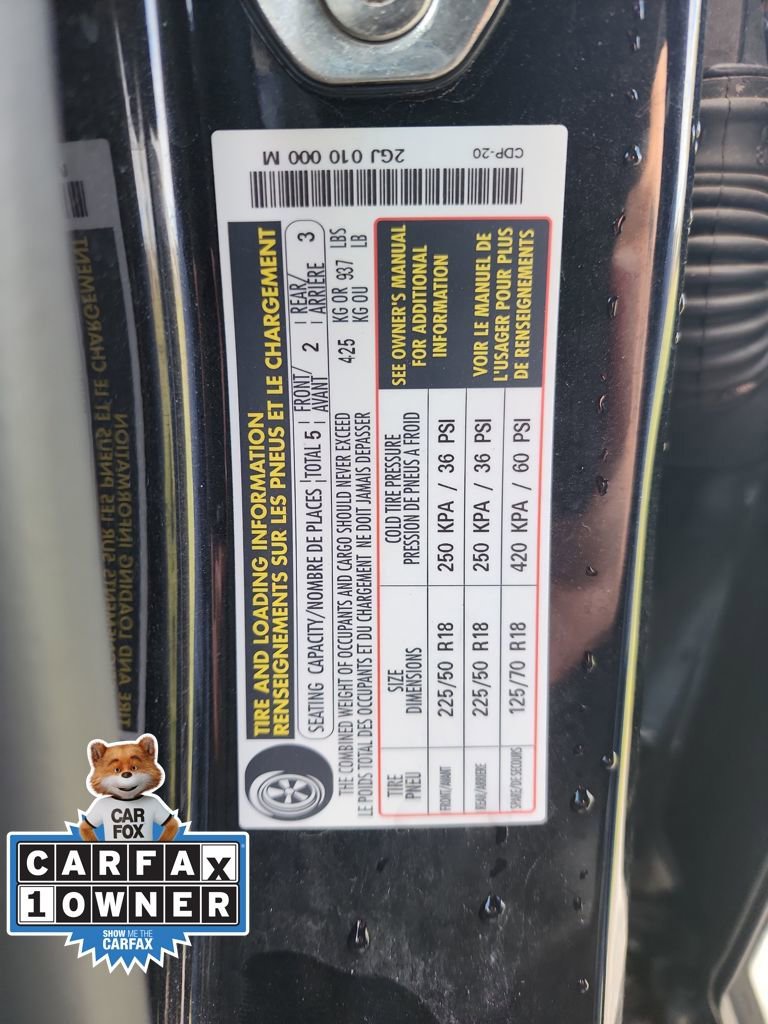 2GJ 010 000 M
CDP-20
TIRE AND LOADING INFORMATION
RENSEIGNEMENTS SUR LES PNEUS ET LE CHARGEMENT
SEATING CAPACITY/NOMBRE DE PLACES TOTAL 5 FRONT/AVANT 2 REAR/ARRIÈRE 3
THE COMBINED WEIGHT OF OCCUPANTS AND CARGO SHOULD NEVER EXCEED 425 KG OR 937 LBS
LE POIDS TOTAL DES OCCUPANTS ET DU CHARGEMENT NE DOIT JAMAIS DEPASSER KG OU LB
TIRE SIZE COLD TIRE PRESSURE
PNEU DIMENSIONS PRESSION DE PNEUS A FROID
FRONT/AVANT 225/50 R18 250 KPA / 36 PSI
REAR/ARRIERE 225/50 R18 250 KPA / 36 PSI
SPARE/DE SECOURS 125/70 R18 420 KPA / 60 PSI
SEE OWNER'S MANUAL
FOR ADDITIONAL
INFORMATION
VOIR LE MANUEL DE
L'USAGER POUR PLUS
DE RENSEIGNEMENTS
CAR
FOX
CARFAX
1 OWNER
SHOW ME THE
CARFAX